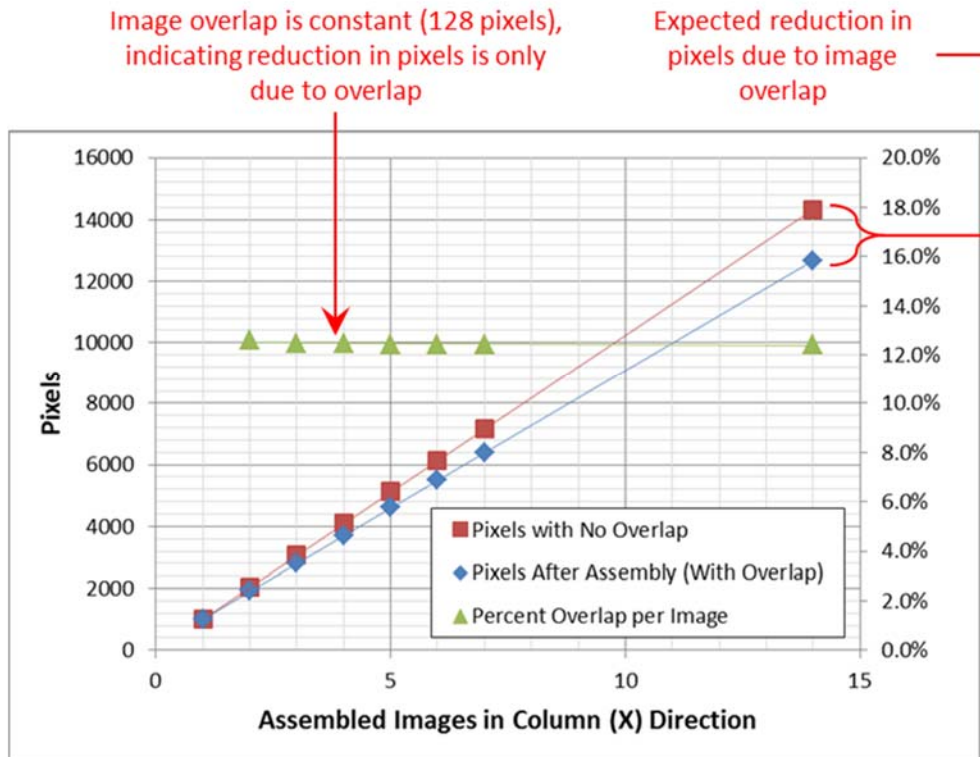 Image overlap is constant (128 pixels),
indicating reduction in pixels is only
due to overlap
Expected reduction in
pixels due to image
overlap
16000
14000
12000
10000
8000
6000
4000
2000
0
Pixels
20.0%
18.0%
16.0%
14.0%
12.0%
10.0%
8.0%
6.0%
4.0%
2.0%
0.0%
Pixels with No Overlap
Pixels After Assembly (With Overlap)
Percent Overlap per Image
0 5 10 15
Assembled Images in Column (X) Direction